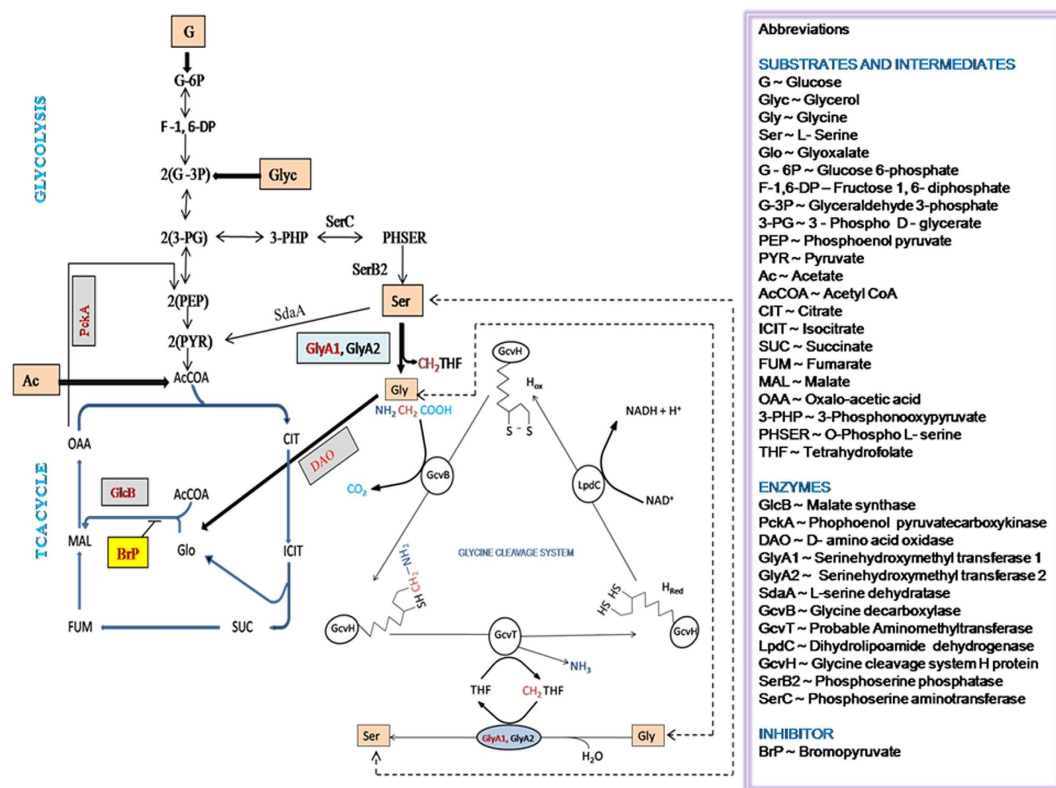 G
G-6P
F-1, 6-DP
2(G-3P)
Glyc
2(3-PG)
3-PHP
SerC
PHSER
SerB2
2(PEP)
Ser
PckA
SdaA
2(PYR)
GlyA1, GlyA2
CH2THF
Ac
AcCOA
Gly
NH2 CH2 COOH
GLYCOLYSIS
TCACYCLE
OAA
CIT
DAO
CO2
GcvB
GlcB
AcCOA
MAL
BrP
Glo
ICIT
FUM
SUC
GcvH
Hox
S - S
NADH + H+
LpdC
NAD+
GLYCINE CLEAVAGE SYSTEM
SH CH2-NH2
GcvH
GcvT
NH3
SH
SH
HRed
GcvH
THF
CH2 THF
Ser
GlyA1, GlyA2
H2O
Gly
Abbreviations
SUBSTRATES AND INTERMEDIATES
G ~ Glucose
Glyc ~ Glycerol
Gly ~ Glycine
Ser ~ L- Serine
Glo ~ Glyoxalate
G - 6P ~ Glucose 6-phosphate
F-1,6-DP – Fructose 1, 6- diphosphate
G-3P ~ Glyceraldehyde 3-phosphate
3-PG ~ 3 - Phospho D - glycerate
PEP ~ Phosphoenol pyruvate
PYR ~ Pyruvate
Ac ~ Acetate
AcCOA ~ Acetyl CoA
CIT ~ Citrate
ICIT ~ Isocitrate
SUC ~ Succinate
FUM ~ Fumarate
MAL ~ Malate
OAA ~ Oxalo-acetic acid
3-PHP ~ 3-Phosphonooxypyruvate
PHSER ~ O-Phospho L- serine
THF ~ Tetrahydrofolate
ENZYMES
GlcB ~ Malate synthase
PckA ~ Phophoenol pyruvatecarboxykinase
DAO ~ D- amino acid oxidase
GlyA1 ~ Serinehydroxymethyl transferase 1
GlyA2 ~ Serinehydroxymethyl transferase 2
SdaA ~ L-serine dehydratase
GcvB ~ Glycine decarboxylase
GcvT ~ Probable Aminomethyltransferase
LpdC ~ Dihydrolipoamide dehydrogenase
GcvH ~ Glycine cleavage system H protein
SerB2 ~ Phosphoserine phosphatase
SerC ~ Phosphoserine aminotransferase
INHIBITOR
BrP ~ Bromopyruvate